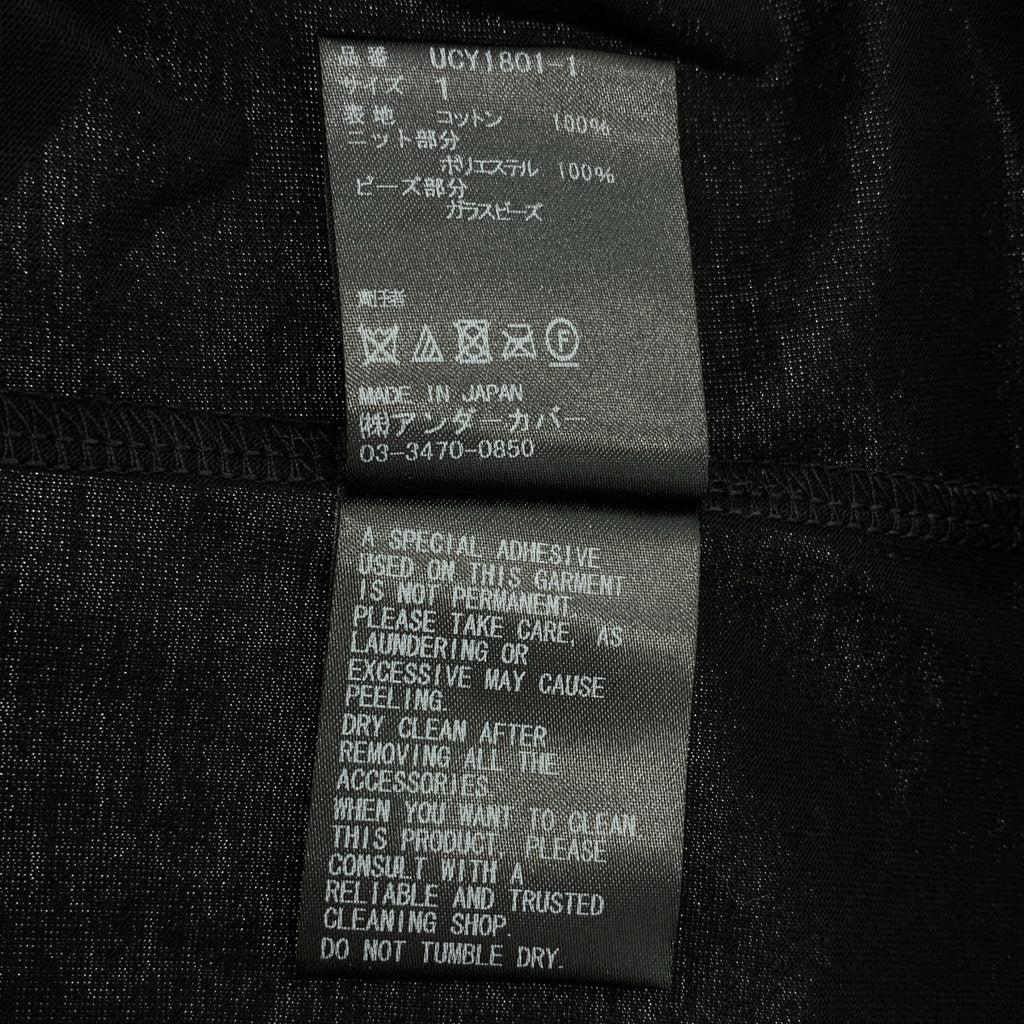 品番 UCY1801-1
サイズ 1
表地 コットン 100%
ニット部分
ポリエステル 100%
ビーズ部分
ガラスビーズ
MADE IN JAPAN
(株)アンダーカバー
03-3470-0850
A SPECIAL ADHESIVE
USED ON THIS GARMENT
IS NOT PERMANENT.
PLEASE TAKE CARE, AS
LAUNDERING OR
EXCESSIVE MAY CAUSE
PEELING.
DRY CLEAN AFTER
REMOVING ALL THE
ACCESSORIES.
WHEN YOU WANT TO CLEAN
THIS PRODUCT, PLEASE
CONSULT WITH A
RELIABLE AND TRUSTED
CLEANING SHOP.
DO NOT TUMBLE DRY.